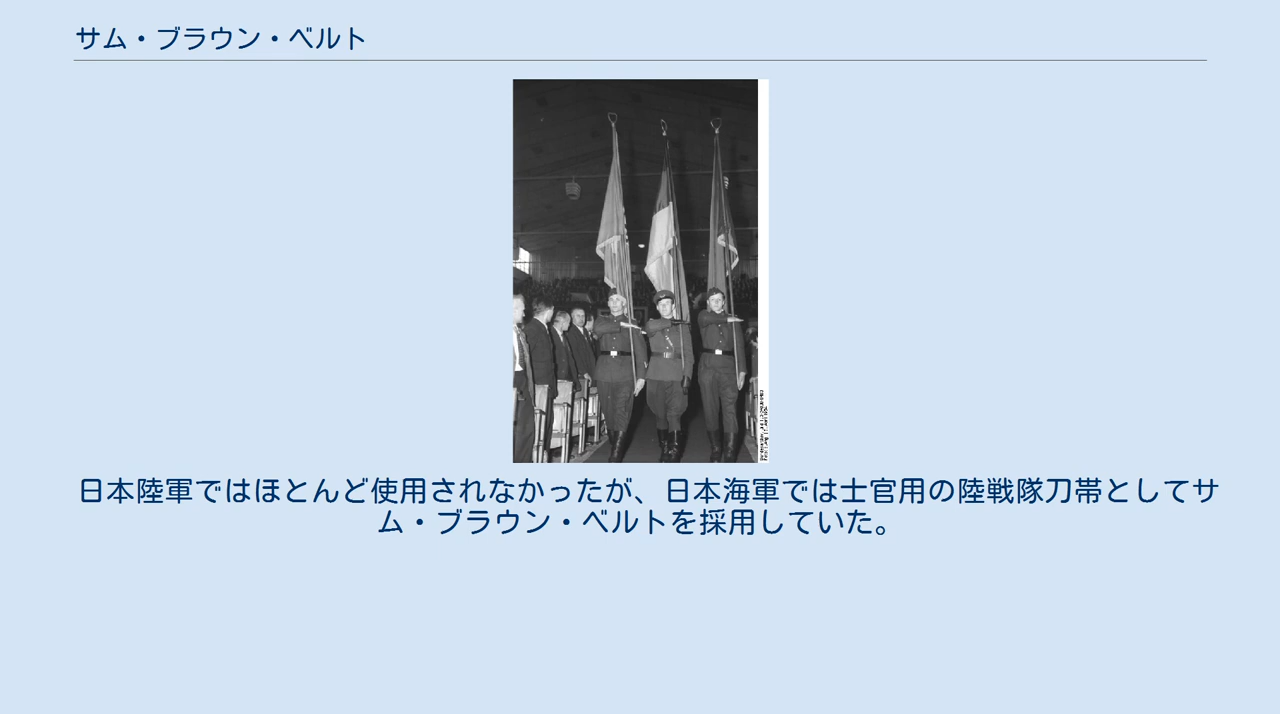 サム・ブラウン・ベルト
日本陸軍ではほとんど使用されなかったが、日本海軍では士官用の陸戦隊刀帯としてサ
ム・ブラウン・ベルトを採用していた。